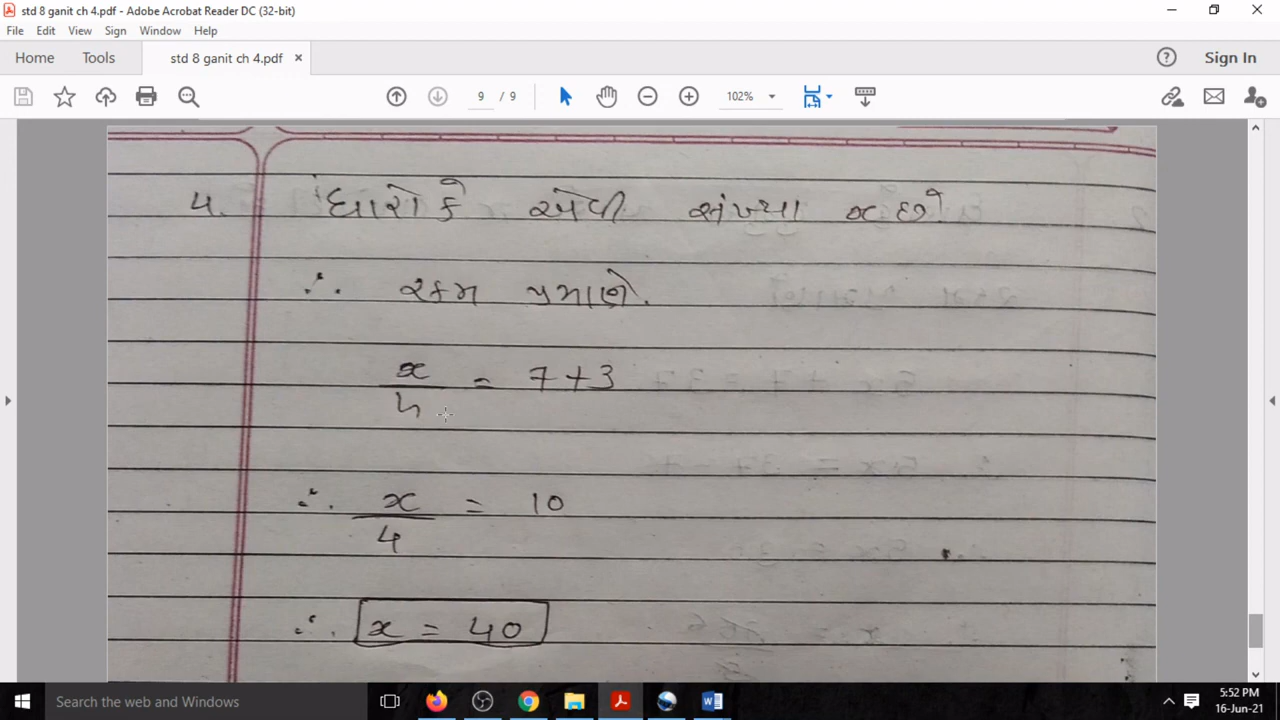 std 8 ganit ch 4.pdf - Adobe Acrobat Reader DC (32-bit)
File Edit View Sign Window Help
Home Tools std 8 ganit ch 4.pdf × ? Sign In
9 / 9 102%
4. ધારોકે એવી સંખ્યા x છે
∴ રકમ પ્રમાણે.
x/4 = 7+3
∴ x/4 = 10
∴ x = 40
Search the web and Windows
5:52 PM
16-Jun-21